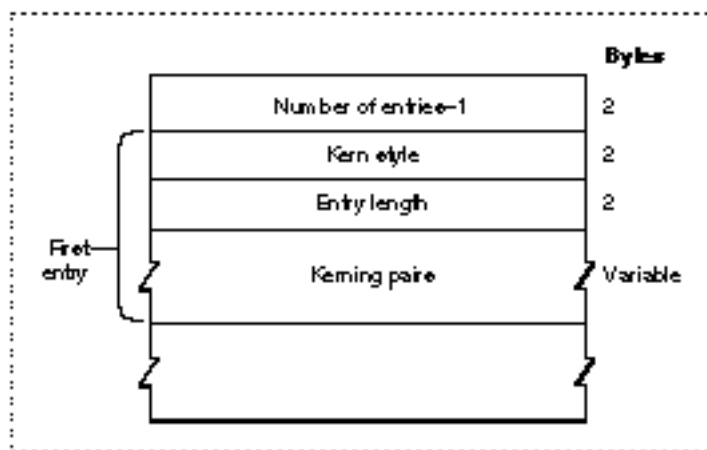 Bytes
Number of entries–1 2
Kern style 2
Entry length 2
First
entry
Kerning pairs Variable